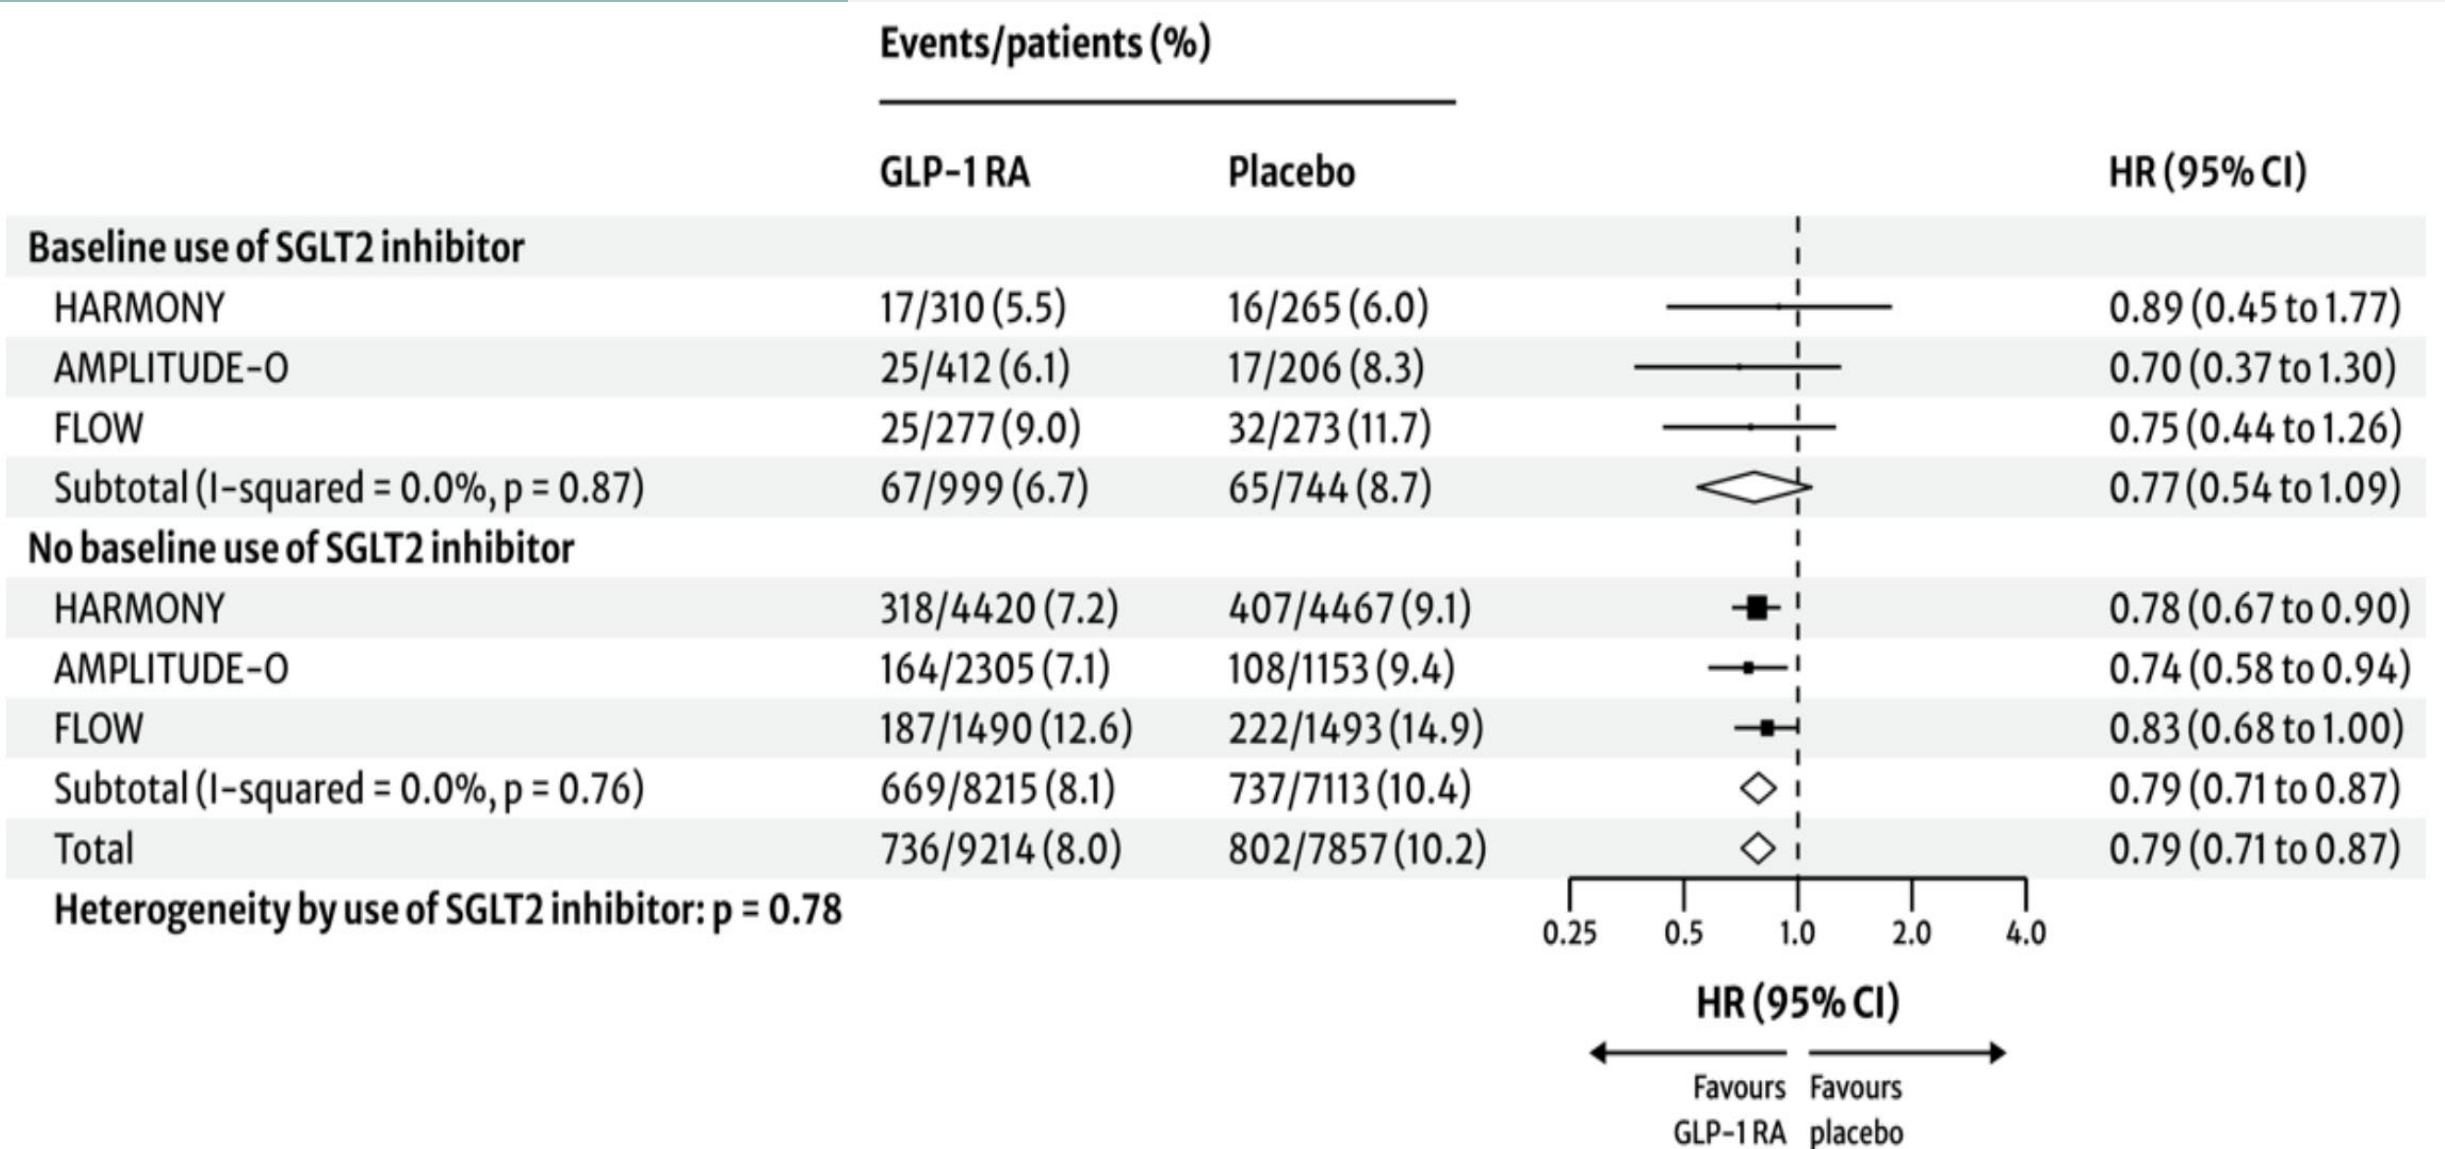 Events/patients (%)
GLP-1 RA Placebo HR (95% CI)
Baseline use of SGLT2 inhibitor
HARMONY 17/310 (5.5) 16/265 (6.0) 0.89 (0.45 to 1.77)
AMPLITUDE-O 25/412 (6.1) 17/206 (8.3) 0.70 (0.37 to 1.30)
FLOW 25/277 (9.0) 32/273 (11.7) 0.75 (0.44 to 1.26)
Subtotal (I-squared = 0.0%, p = 0.87) 67/999 (6.7) 65/744 (8.7) 0.77 (0.54 to 1.09)
No baseline use of SGLT2 inhibitor
HARMONY 318/4420 (7.2) 407/4467 (9.1) 0.78 (0.67 to 0.90)
AMPLITUDE-O 164/2305 (7.1) 108/1153 (9.4) 0.74 (0.58 to 0.94)
FLOW 187/1490 (12.6) 222/1493 (14.9) 0.83 (0.68 to 1.00)
Subtotal (I-squared = 0.0%, p = 0.76) 669/8215 (8.1) 737/7113 (10.4) 0.79 (0.71 to 0.87)
Total 736/9214 (8.0) 802/7857 (10.2) 0.79 (0.71 to 0.87)
Heterogeneity by use of SGLT2 inhibitor: p = 0.78
0.25 0.5 1.0 2.0 4.0
HR (95% CI)
Favours Favours
GLP-1 RA placebo